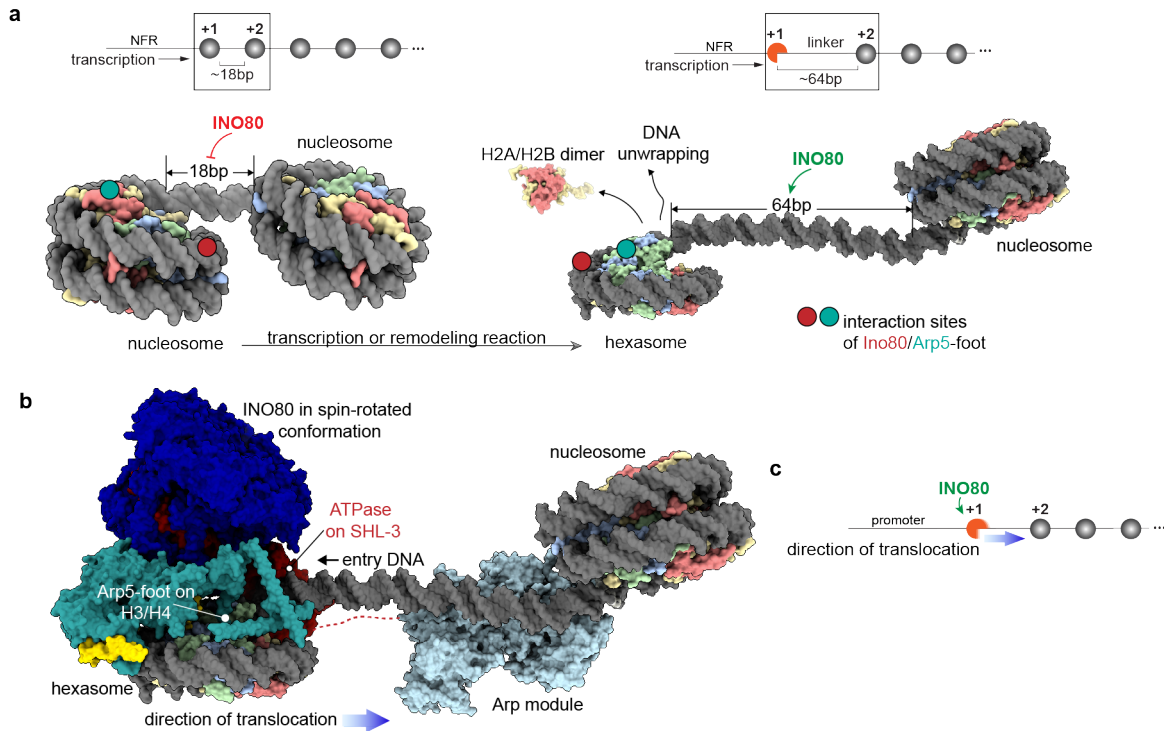 a
+1
+2
NFR
transcription
...
~18bp
+1
+2
NFR
linker
transcription
...
~64bp
INO80
nucleosome
18bp
nucleosome
H2A/H2B dimer
DNA
unwrapping
INO80
64bp
nucleosome
hexasome
transcription or remodeling reaction
interaction sites
of Ino80/Arp5-foot
b
INO80 in spin-rotated
conformation
nucleosome
ATPase
on SHL-3
entry DNA
Arp5-foot on
H3/H4
hexasome
Arp module
direction of translocation
c
INO80
+1
+2
promoter
...
direction of translocation